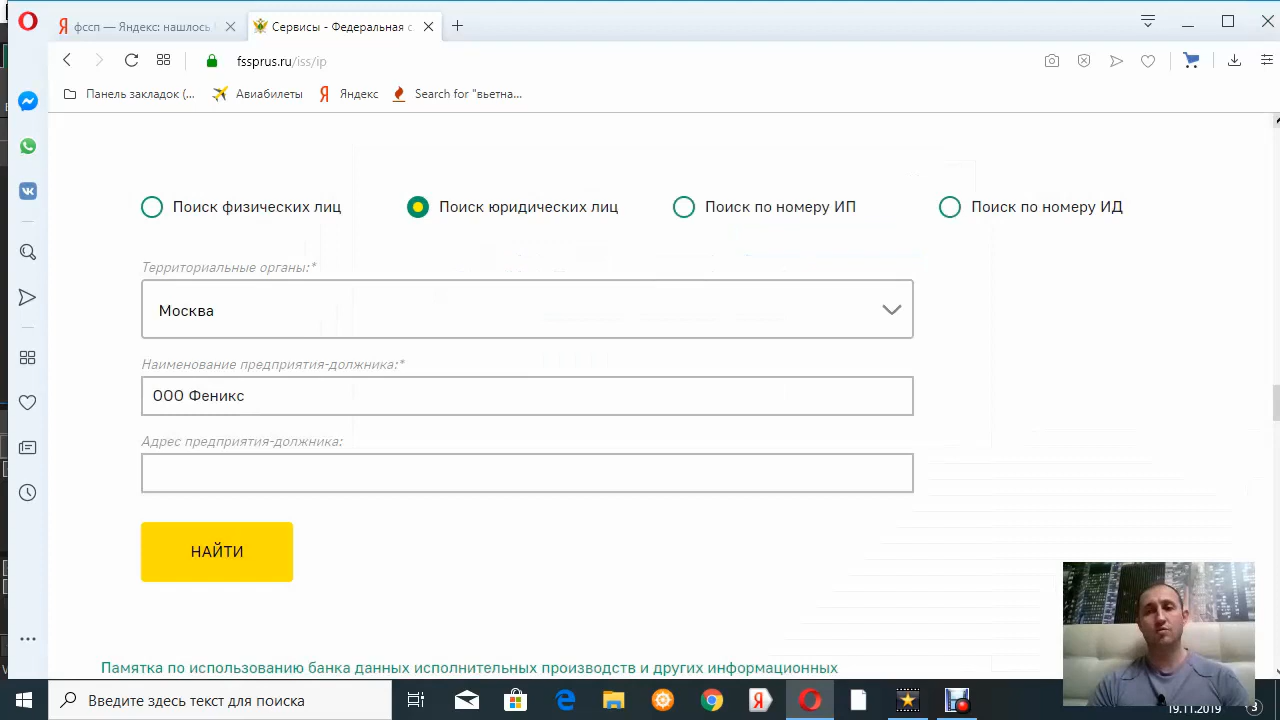 фссп — Яндекс: нашлось
Сервисы - Федеральная с
fssprus.ru/iss/ip
Панель закладок (...
Авиабилеты
Яндекс
Search for "вьетна...
Поиск физических лиц
Поиск юридических лиц
Поиск по номеру ИП
Поиск по номеру ИД
Территориальные органы:*
Москва
Наименование предприятия-должника:*
ООО Феникс
Адрес предприятия-должника:
НАЙТИ
Памятка по использованию банка данных исполнительных производств и других информационных
Введите здесь текст для поиска
19.11.2019
3